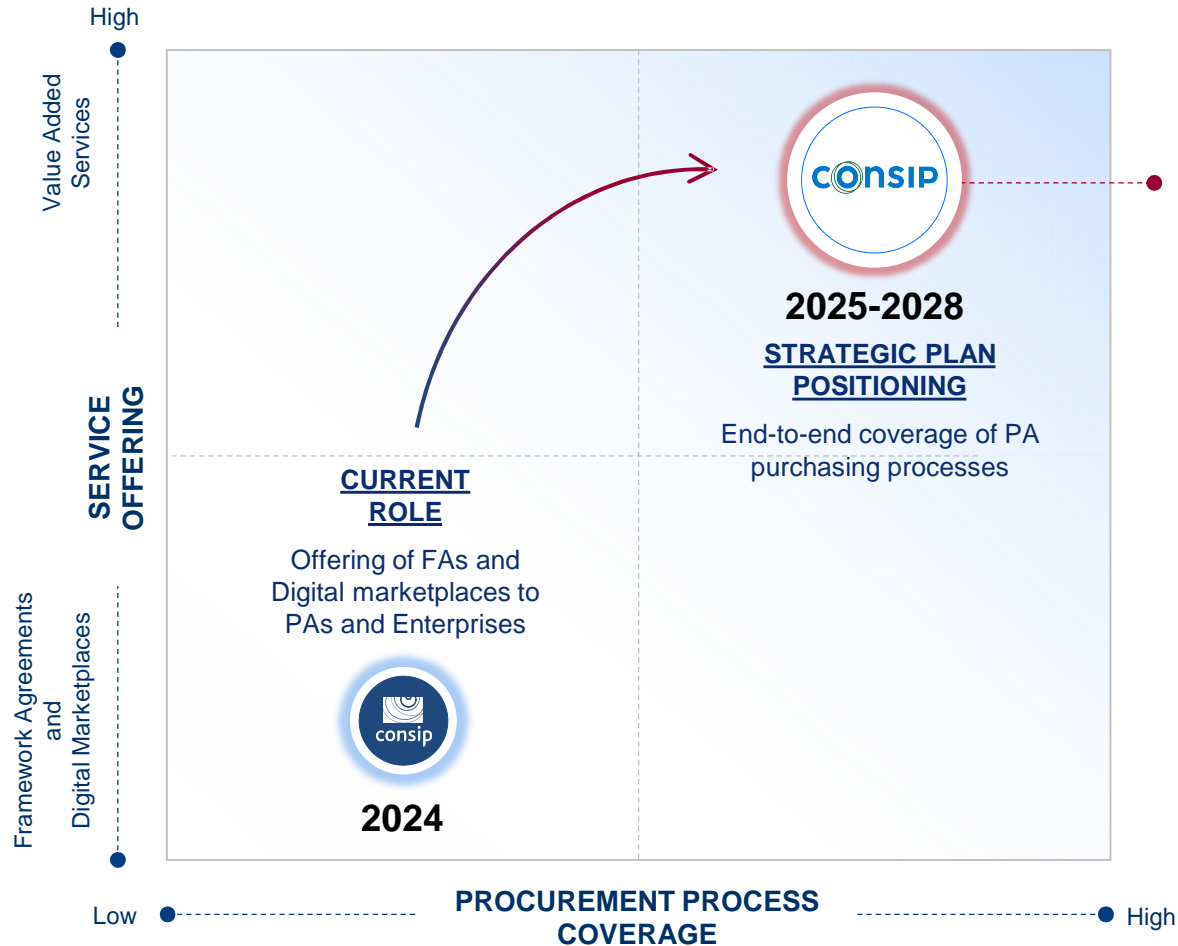 High
Value Added
Services
CONSIP
2025-2028
STRATEGIC PLAN
POSITIONING
End-to-end coverage of PA
purchasing processes
SERVICE
OFFERING
CURRENT
ROLE
Offering of FAs and
Digital marketplaces to
PAs and Enterprises
consip
2024
Framework Agreements
and
Digital Marketplaces
Low
PROCUREMENT PROCESS
COVERAGE
High